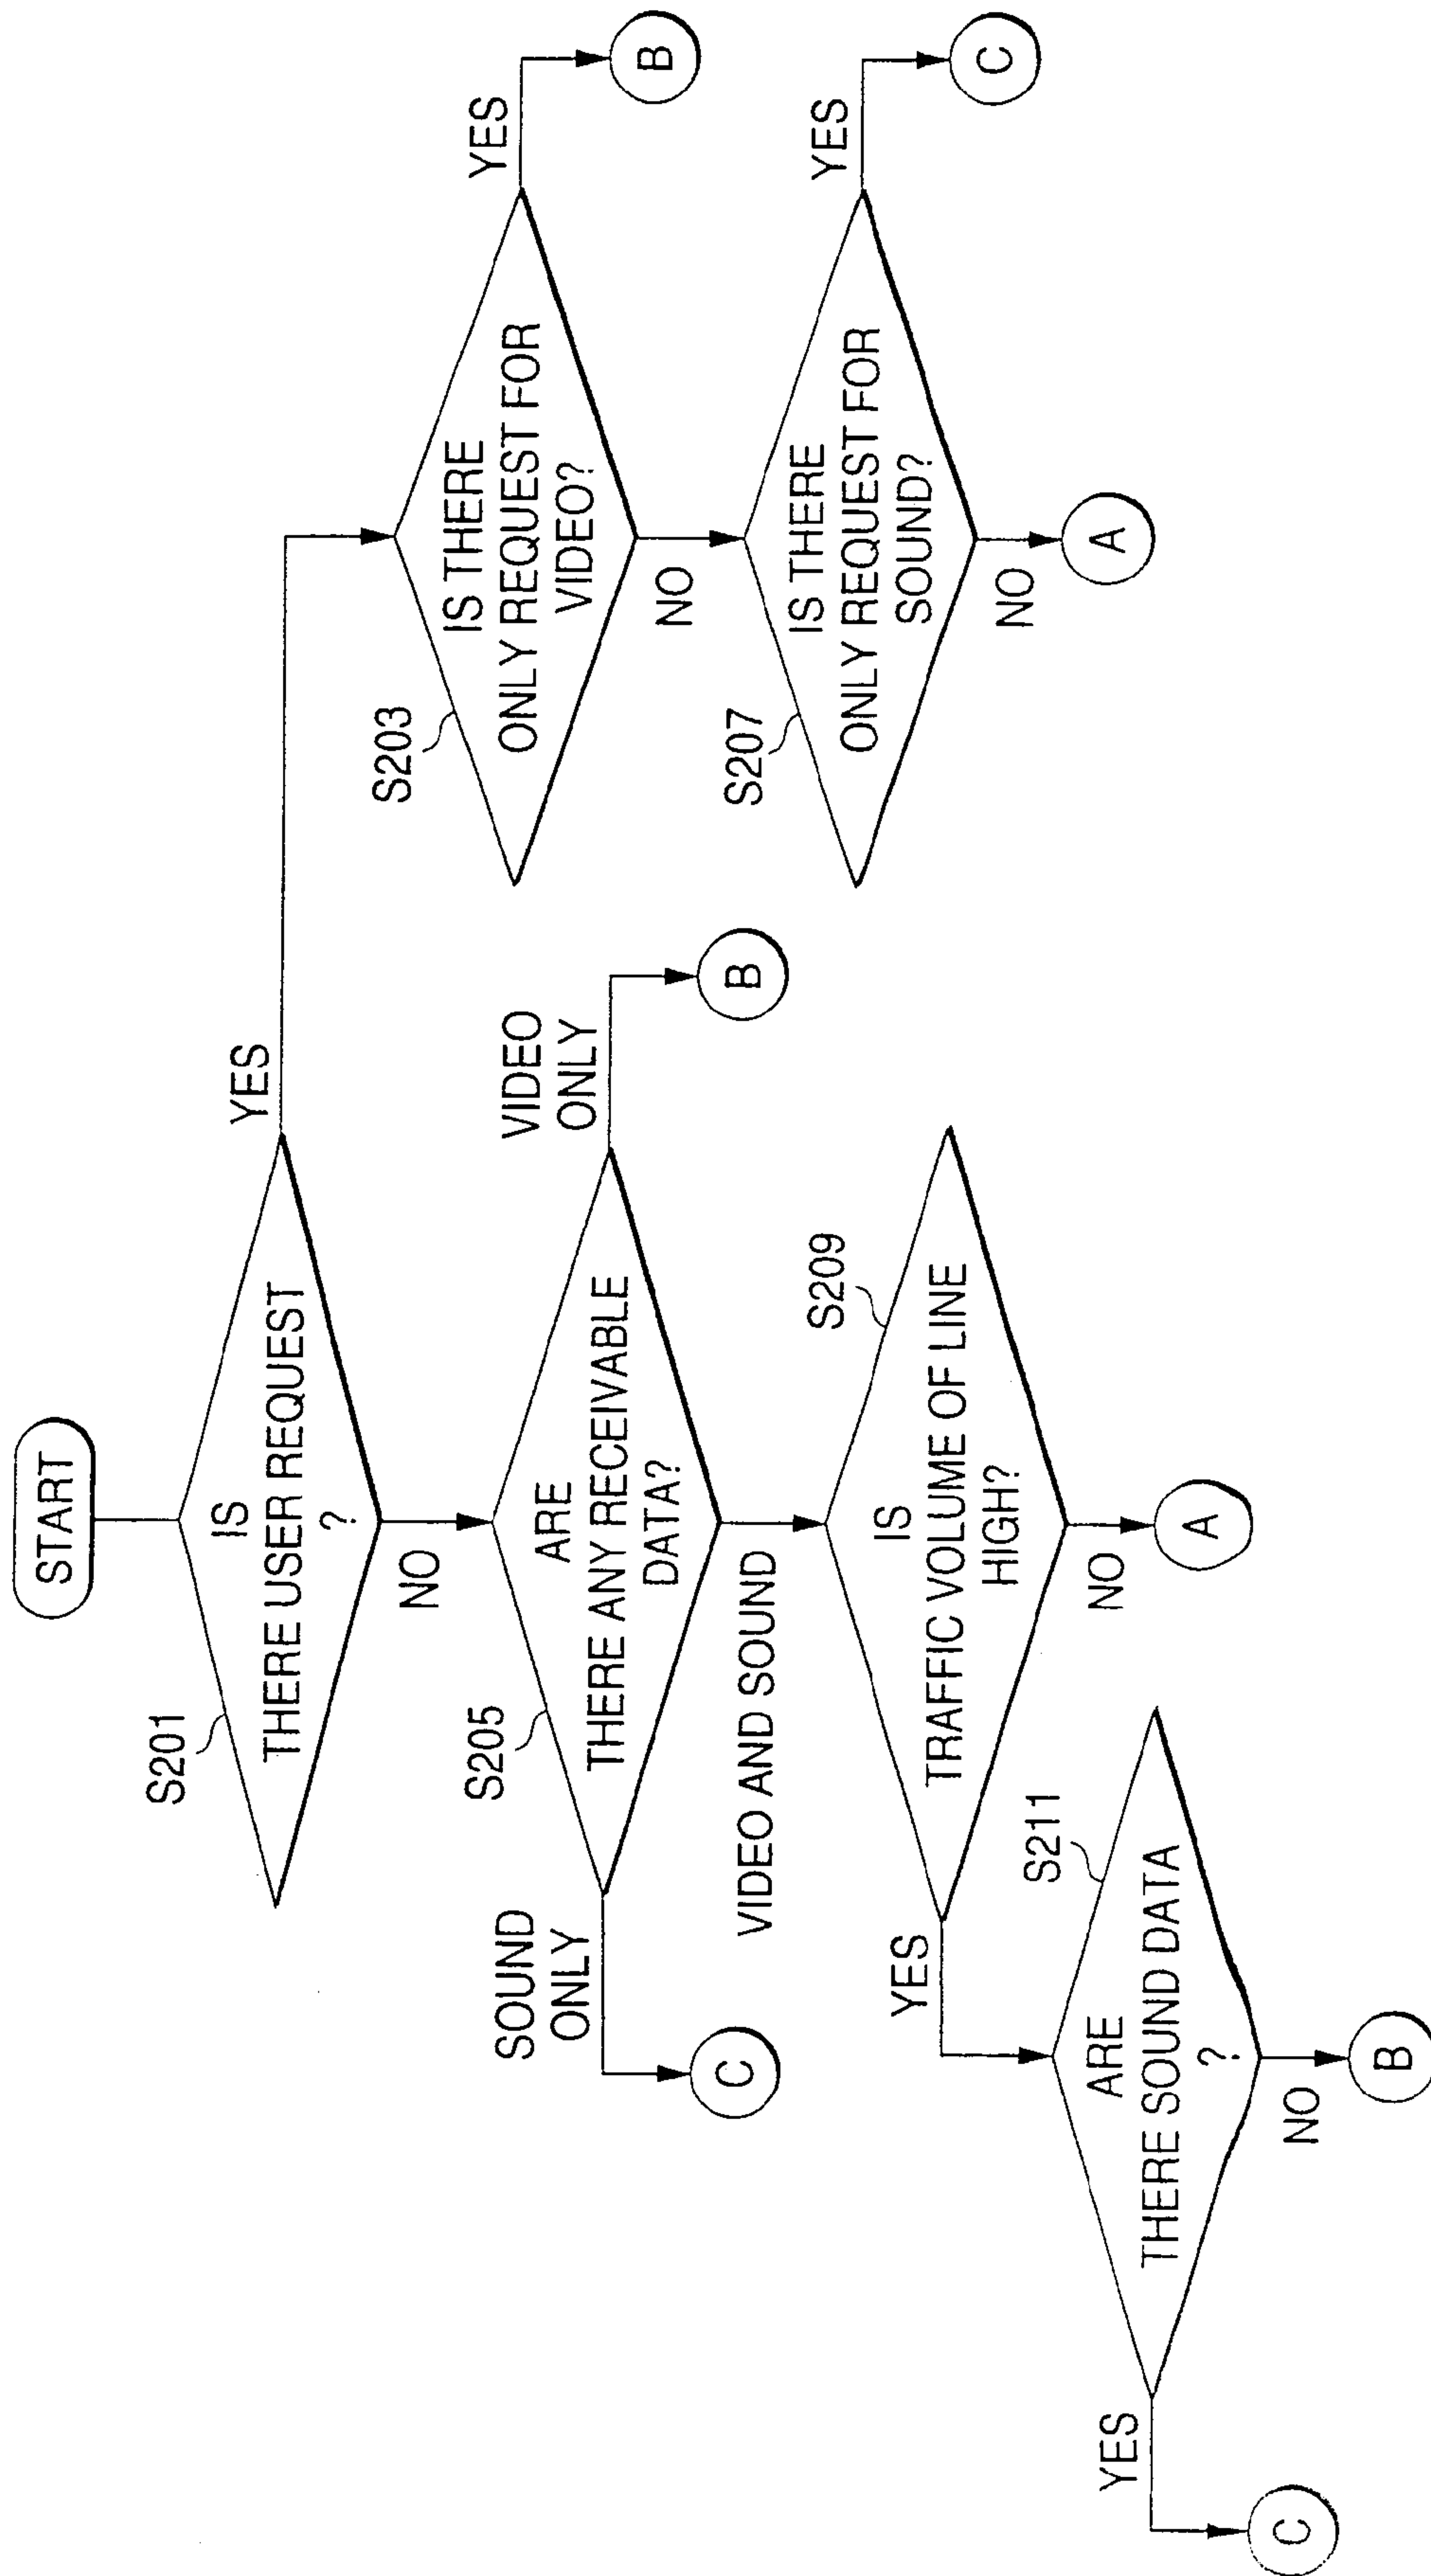 START
S201
IS
THERE USER REQUEST
?
YES
NO
S203
IS THERE
ONLY REQUEST FOR
VIDEO?
YES
B
NO
S205
ARE
THERE ANY RECEIVABLE
DATA?
SOUND
ONLY
C
VIDEO
ONLY
B
VIDEO AND SOUND
S207
IS THERE
ONLY REQUEST FOR
SOUND?
YES
C
NO
A
S209
IS
TRAFFIC VOLUME OF LINE
HIGH?
YES
NO
A
S211
ARE
THERE SOUND DATA
?
YES
C
NO
B